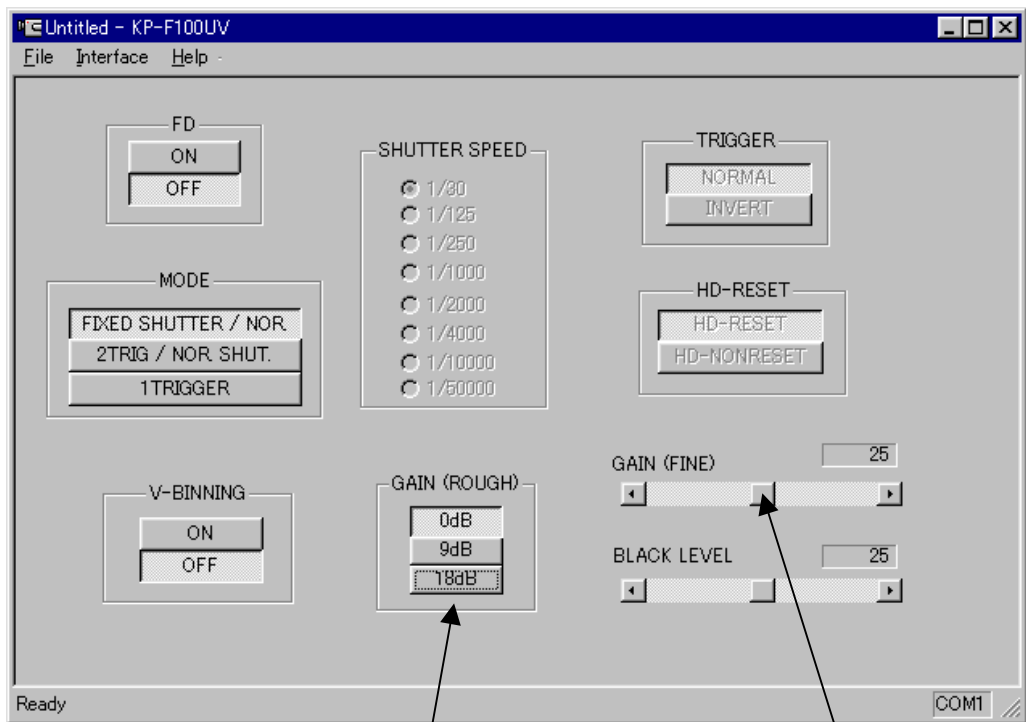 Untitled - KP-F100UV
File Interface Help
FD
ON
OFF
MODE
FIXED SHUTTER / NOR.
2TRIG / NOR. SHUT.
1TRIGGER
V-BINNING
ON
OFF
SHUTTER SPEED
1/30
1/125
1/250
1/1000
1/2000
1/4000
1/10000
1/50000
GAIN (ROUGH)
0dB
9dB
18dB
TRIGGER
NORMAL
INVERT
HD-RESET
HD-RESET
HD-NONRESET
GAIN (FINE) 25
BLACK LEVEL 25
Ready COM1